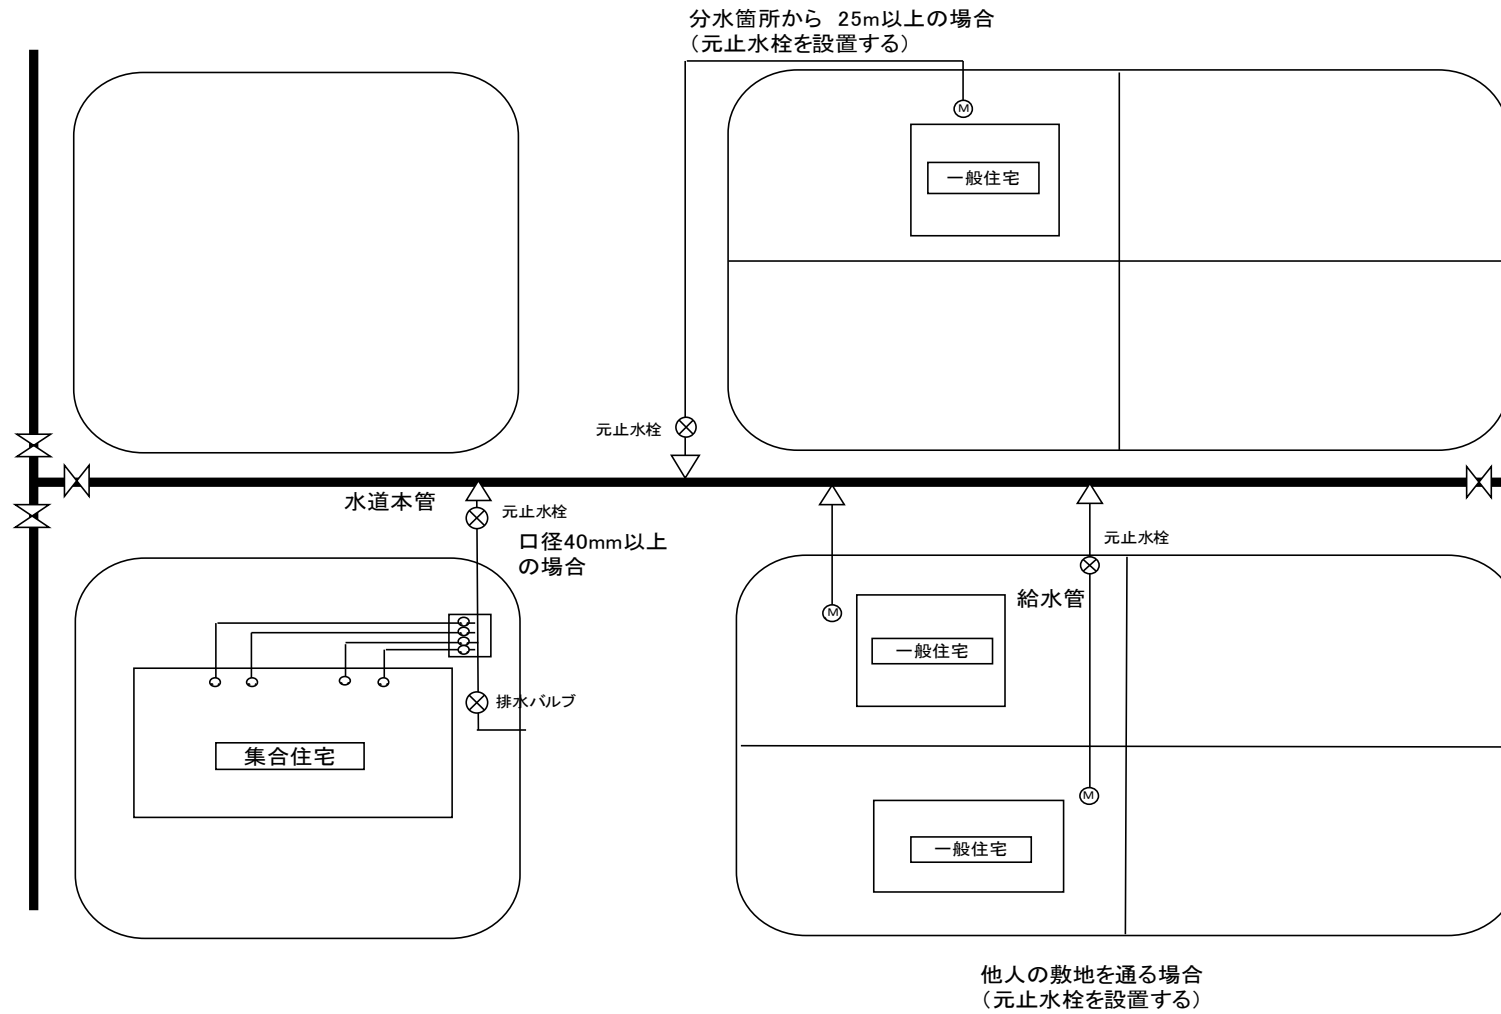 分水箇所から 25m以上の場合
（元止水栓を設置する）
M
一般住宅
元止水栓
水道本管
元止水栓
口径40mm以上
の場合
元止水栓
給水管
M
一般住宅
排水バルブ
集合住宅
M
一般住宅
他人の敷地を通る場合
（元止水栓を設置する）